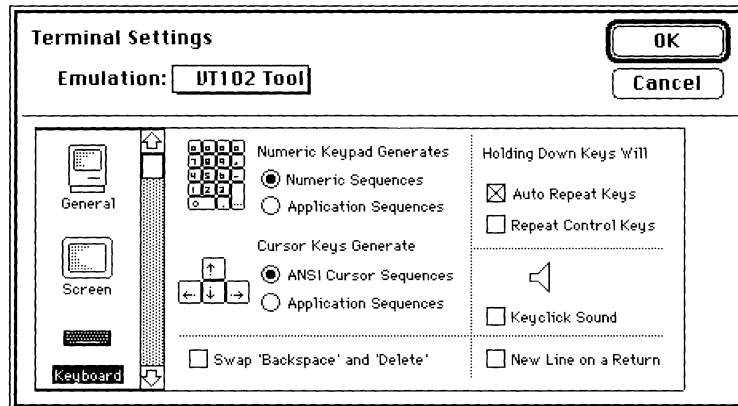 Terminal Settings
OK
Emulation: VT102 Tool
Cancel
General
Screen
Keyboard
Numeric Keypad Generates
Numeric Sequences
Application Sequences
Cursor Keys Generate
ANSI Cursor Sequences
Application Sequences
Swap 'Backspace' and 'Delete'
Holding Down Keys Will
Auto Repeat Keys
Repeat Control Keys
Keyclick Sound
New Line on a Return